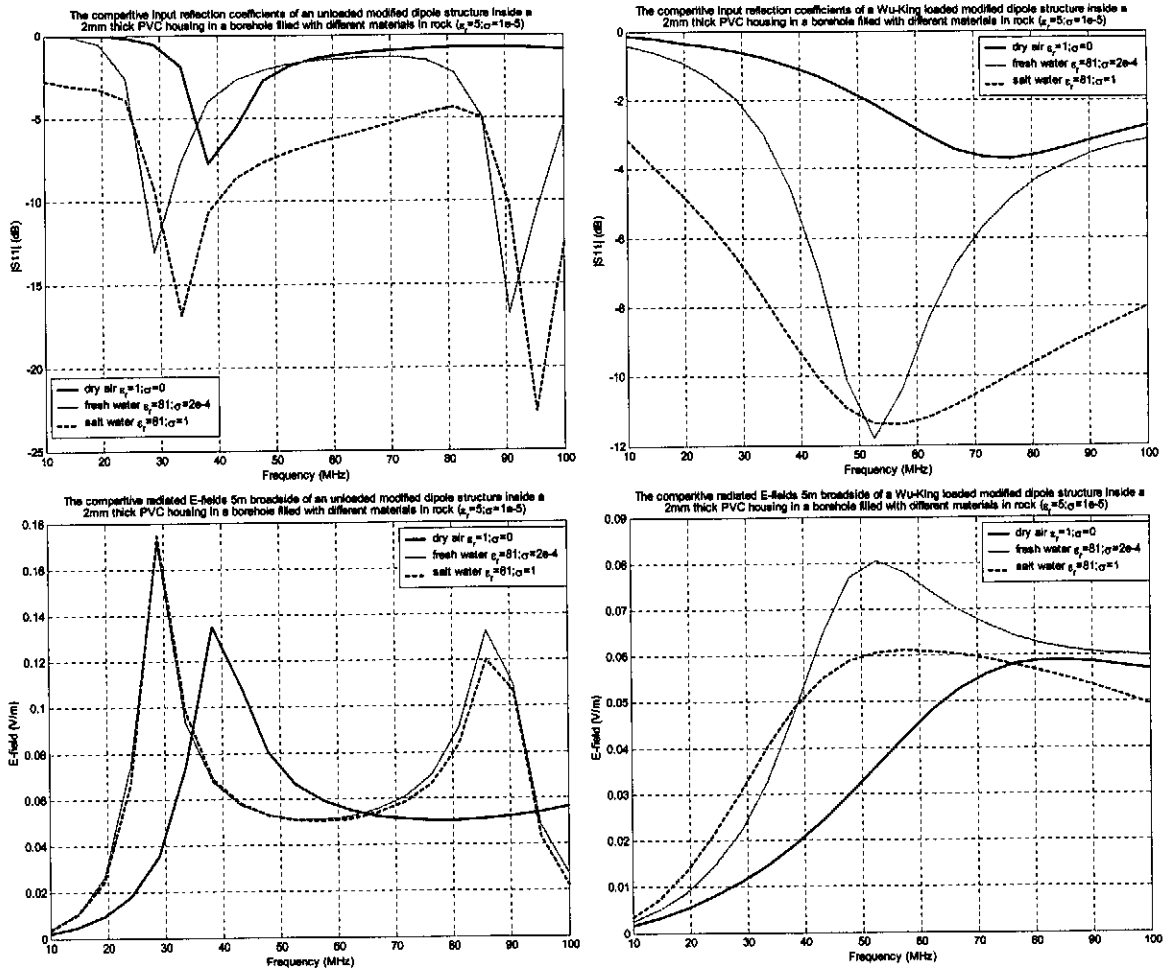 The comperitive input reflection coefficients of an unloaded modified dipole structure inside a
2mm thick PVC housing in a borehole filled with different materials in rock (εr=5;σ=1e-5)
0
-5
-10
-15
-20
-25
|S11| (dB)
dry air εr=1;σ=0
fresh water εr=81;σ=2e-4
salt water εr=81;σ=1
10 20 30 40 50 60 70 80 90 100
Frequency (MHz)
The comperitive input reflection coefficients of a Wu-King loaded modified dipole structure inside a
2mm thick PVC housing in a borehole filled with different materials in rock (εr=5;σ=1e-5)
0
-2
-4
-6
-8
-10
-12
|S11| (dB)
dry air εr=1;σ=0
fresh water εr=81;σ=2e-4
salt water εr=81;σ=1
10 20 30 40 50 60 70 80 90 100
Frequency (MHz)
The comperitive radiated E-fields 5m broadside of an unloaded modified dipole structure inside a
2mm thick PVC housing in a borehole filled with different materials in rock (εr=5;σ=1e-5)
0.18
0.16
0.14
0.12
0.1
0.08
0.06
0.04
0.02
0
E-field (V/m)
dry air εr=1;σ=0
fresh water εr=81;σ=2e-4
salt water εr=81;σ=1
10 20 30 40 50 60 70 80 90 100
Frequency (MHz)
The comperitive radiated E-fields 5m broadside of a Wu-King loaded modified dipole structure inside a
2mm thick PVC housing in a borehole filled with different materials in rock (εr=5;σ=1e-5)
0.09
0.08
0.07
0.06
0.05
0.04
0.03
0.02
0.01
0
E-field (V/m)
dry air εr=1;σ=0
fresh water εr=81;σ=2e-4
salt water εr=81;σ=1
10 20 30 40 50 60 70 80 90 100
Frequency (MHz)